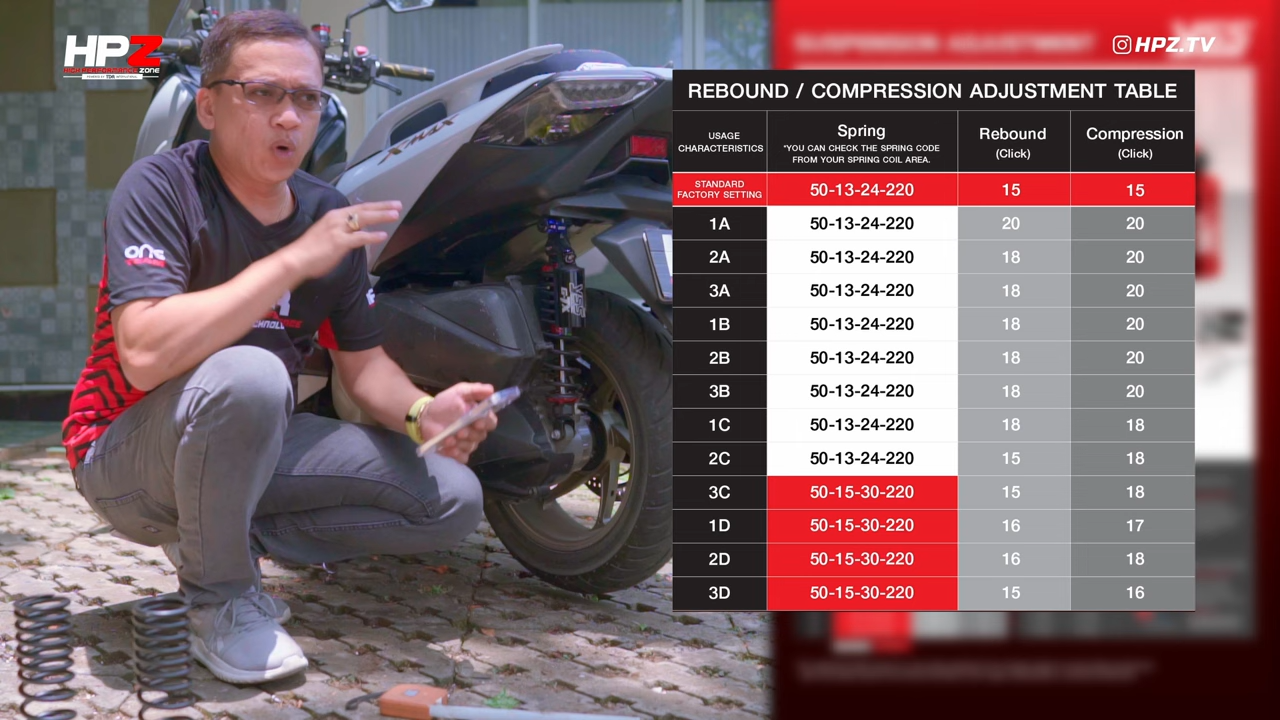 HPZ
HIGH PERFORMANCE ZONE
HPZ.TV
REBOUND / COMPRESSION ADJUSTMENT TABLE
USAGE CHARACTERISTICS Spring *YOU CAN CHECK THE SPRING CODE FROM YOUR SPRING COIL AREA. Rebound (Click) Compression (Click)
STANDARD FACTORY SETTING 50-13-24-220 15 15
1A 50-13-24-220 20 20
2A 50-13-24-220 18 20
3A 50-13-24-220 18 20
1B 50-13-24-220 18 20
2B 50-13-24-220 18 20
3B 50-13-24-220 18 20
1C 50-13-24-220 18 18
2C 50-13-24-220 15 18
3C 50-15-30-220 15 18
1D 50-15-30-220 16 17
2D 50-15-30-220 16 18
3D 50-15-30-220 15 16
XMAX
one